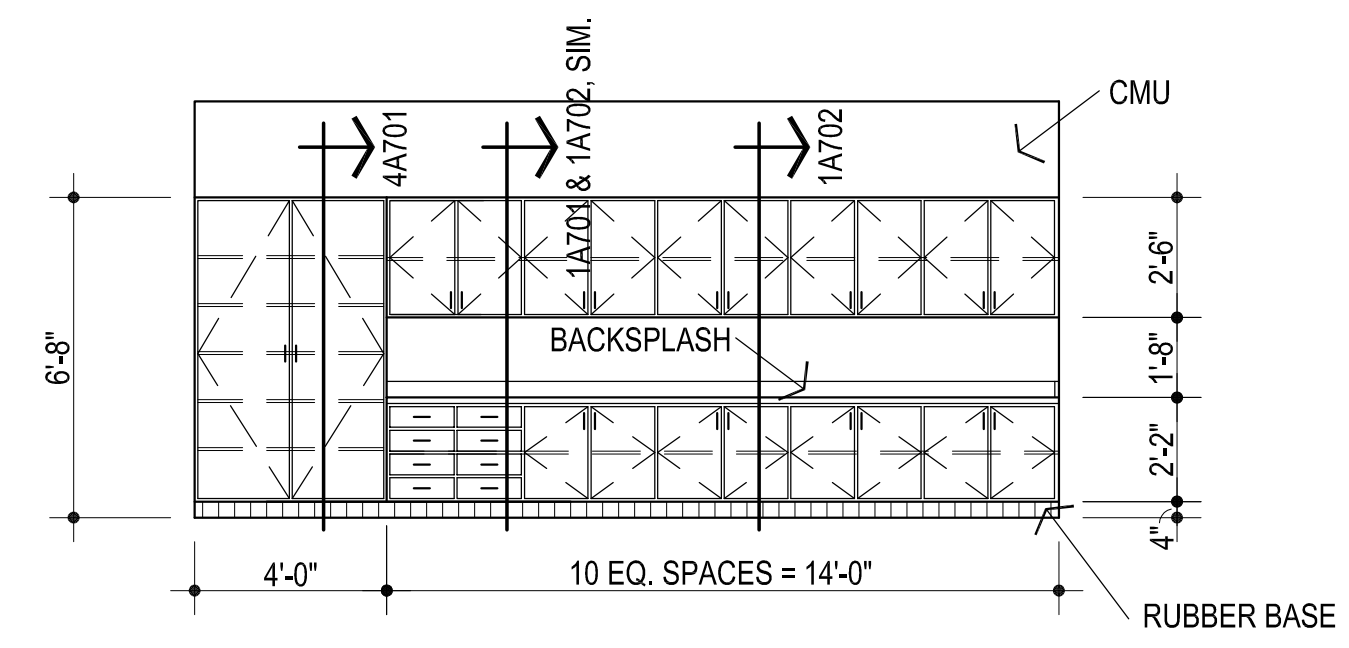 CMU
4A701
1A701 & 1A702, SIM.
1A702
6'-8"
2'-6"
BACKSPLASH
1'-8"
2'-2"
4"
4'-0"
10 EQ. SPACES = 14'-0"
RUBBER BASE